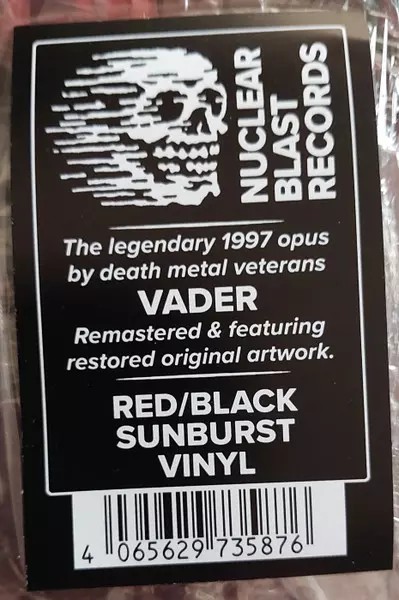 NUCLEAR
BLAST
RECORDS
The legendary 1997 opus
by death metal veterans
VADER
Remastered & featuring
restored original artwork.
RED/BLACK
SUNBURST
VINYL
4 065629 735876